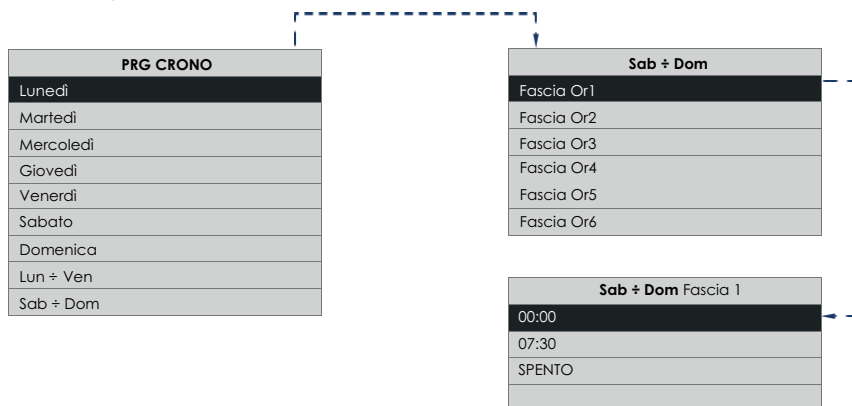 PRG CRONO
Lunedì
Martedì
Mercoledì
Giovedì
Venerdì
Sabato
Domenica
Lun ÷ Ven
Sab ÷ Dom
Sab ÷ Dom
Fascia Or1
Fascia Or2
Fascia Or3
Fascia Or4
Fascia Or5
Fascia Or6
Sab ÷ Dom Fascia 1
00:00
07:30
SPENTO